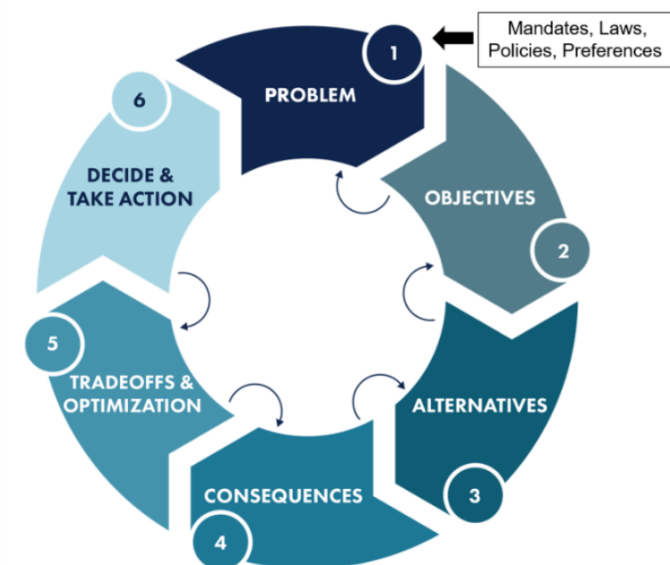 Mandates, Laws,
Policies, Preferences
1
PROBLEM
OBJECTIVES
2
ALTERNATIVES
3
CONSEQUENCES
4
TRADEOFFS &
OPTIMIZATION
5
DECIDE &
TAKE ACTION
6